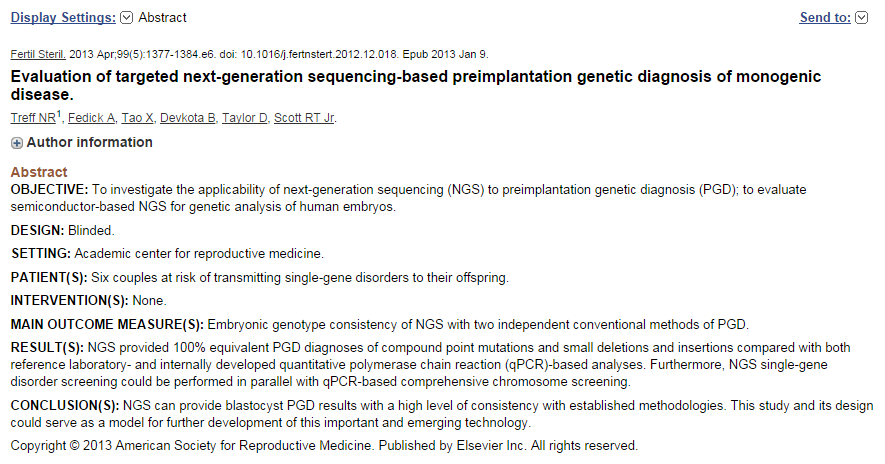 Display Settings: Abstract Send to:
Fertil Steril. 2013 Apr;99(5):1377-1384.e6. doi: 10.1016/j.fertnstert.2012.12.018. Epub 2013 Jan 9.
Evaluation of targeted next-generation sequencing-based preimplantation genetic diagnosis of monogenic
disease.
Treff NR1, Fedick A, Tao X, Devkota B, Taylor D, Scott RT Jr.
Author information
Abstract
OBJECTIVE: To investigate the applicability of next-generation sequencing (NGS) to preimplantation genetic diagnosis (PGD); to evaluate
semiconductor-based NGS for genetic analysis of human embryos.
DESIGN: Blinded.
SETTING: Academic center for reproductive medicine.
PATIENT(S): Six couples at risk of transmitting single-gene disorders to their offspring.
INTERVENTION(S): None.
MAIN OUTCOME MEASURE(S): Embryonic genotype consistency of NGS with two independent conventional methods of PGD.
RESULT(S): NGS provided 100% equivalent PGD diagnoses of compound point mutations and small deletions and insertions compared with both
reference laboratory- and internally developed quantitative polymerase chain reaction (qPCR)-based analyses. Furthermore, NGS single-gene
disorder screening could be performed in parallel with qPCR-based comprehensive chromosome screening.
CONCLUSION(S): NGS can provide blastocyst PGD results with a high level of consistency with established methodologies. This study and its design
could serve as a model for further development of this important and emerging technology.
Copyright © 2013 American Society for Reproductive Medicine. Published by Elsevier Inc. All rights reserved.